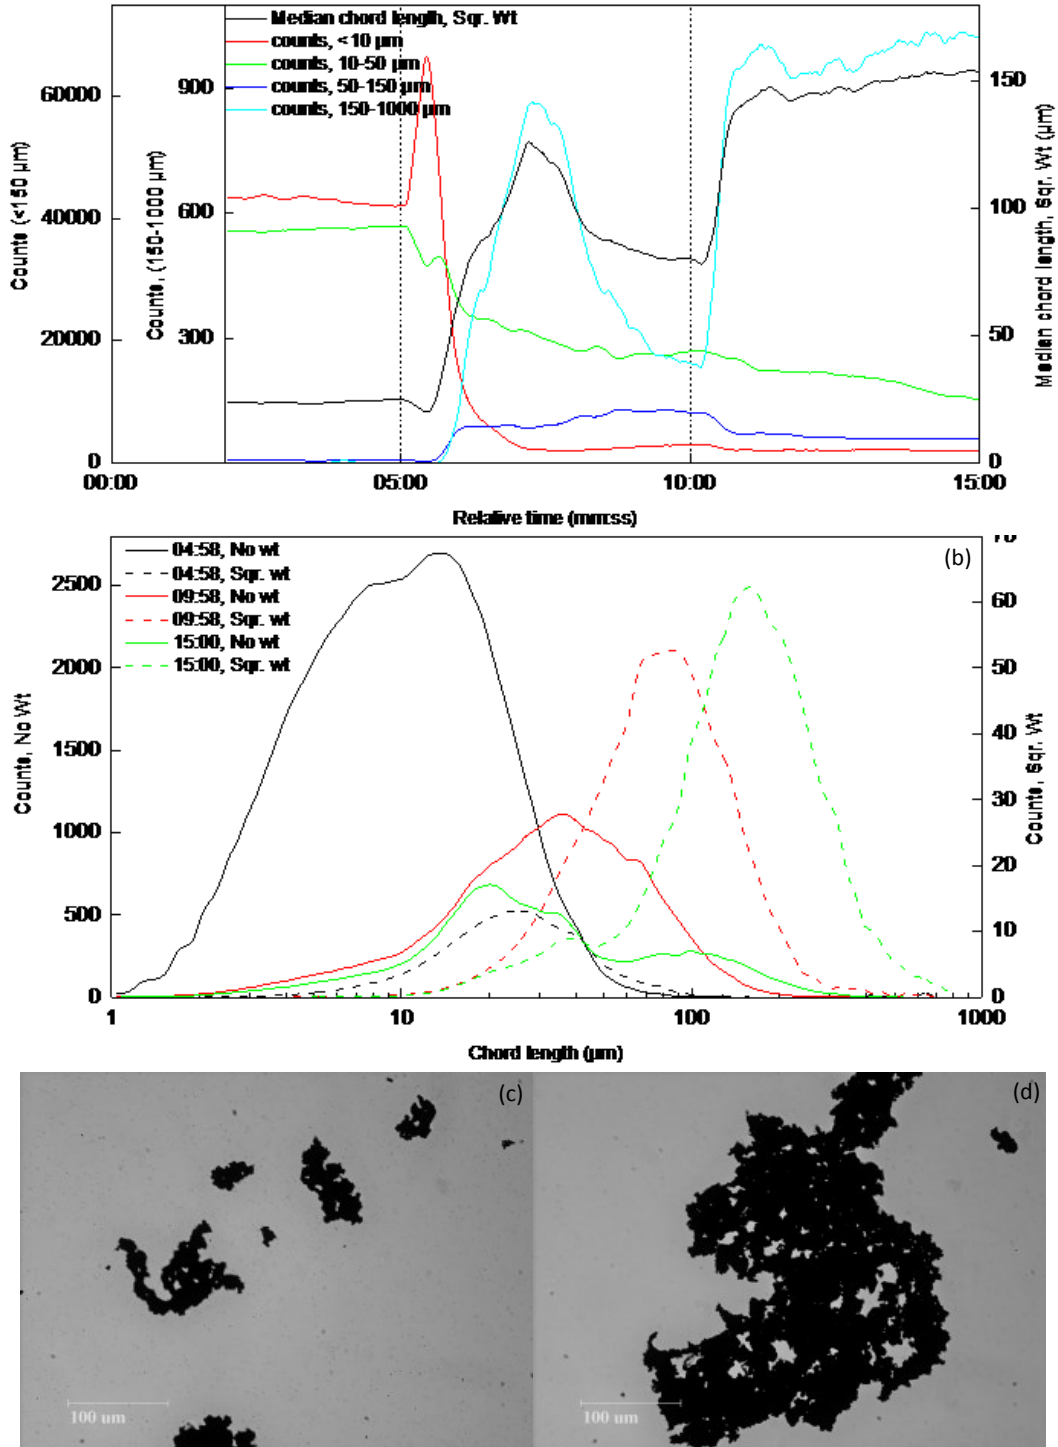 Median chord length, Sqr. Wt
counts, <10 µm
counts, 10-50 µm
counts, 50-150 µm
counts, 150-1000 µm
Counts (<150 µm)
60000
40000
20000
0
Counts, (150-1000 µm)
900
600
300
0
Median chord length, Sqr. Wt (µm)
150
100
50
0
00:00
05:00
10:00
15:00
Relative time (mm:ss)
(b)
04:58, No wt
04:58, Sqr. wt
09:58, No wt
09:58, Sqr. wt
15:00, No wt
15:00, Sqr. wt
Counts, No Wt
2500
2000
1500
1000
500
0
Counts, Sqr. Wt
70
60
50
40
30
20
10
0
1
10
100
1000
Chord length (µm)
(c)
100 um
(d)
100 um